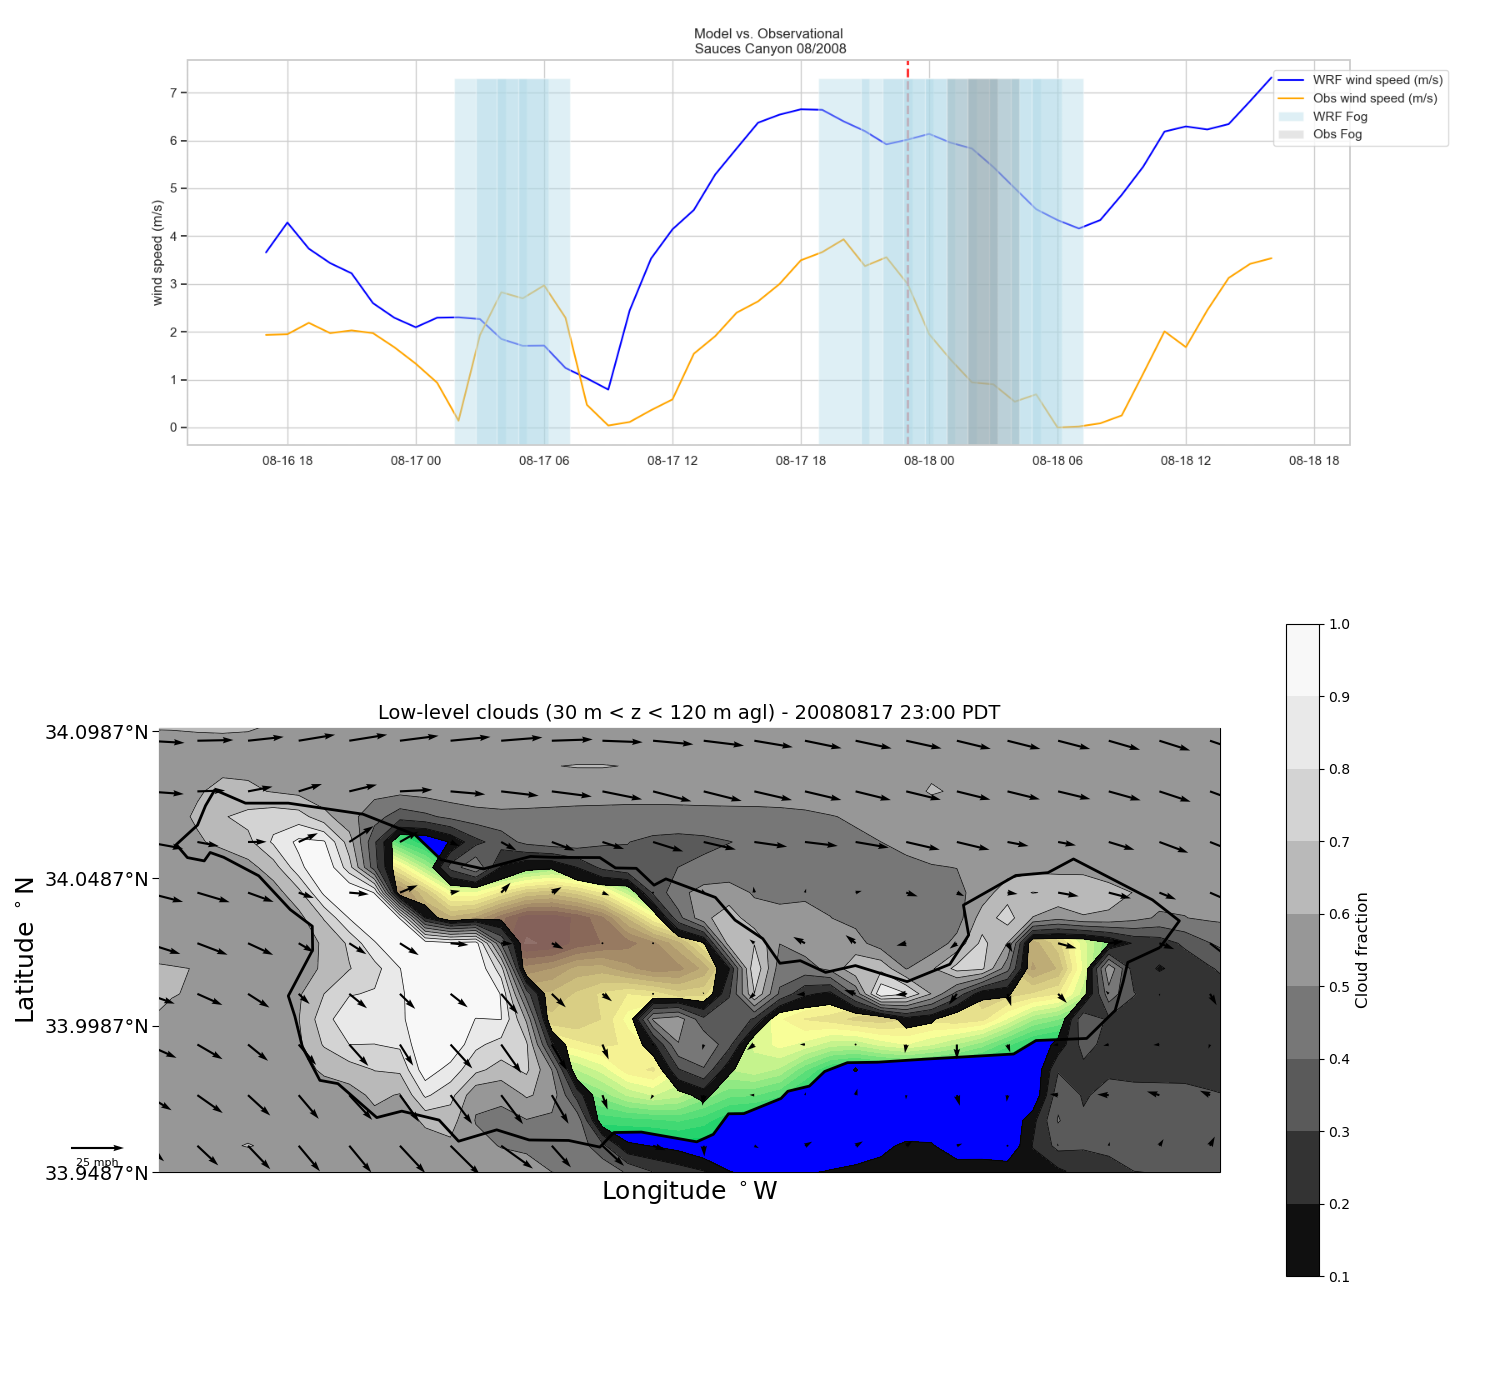 Model vs. Observational
Sauces Canyon 08/2008
wind speed (m/s)
7
6
5
4
3
2
1
0
08-16 18
08-17 00
08-17 06
08-17 12
08-17 18
08-18 00
08-18 06
08-18 12
08-18 18
WRF wind speed (m/s)
Obs wind speed (m/s)
WRF Fog
Obs Fog
Low-level clouds (30 m < z < 120 m agl) - 20080817 23:00 PDT
Latitude °N
34.0987°N
34.0487°N
33.9987°N
33.9487°N
25 mph
Longitude °W
1.0
0.9
0.8
0.7
0.6
0.5
0.4
0.3
0.2
0.1
Cloud fraction